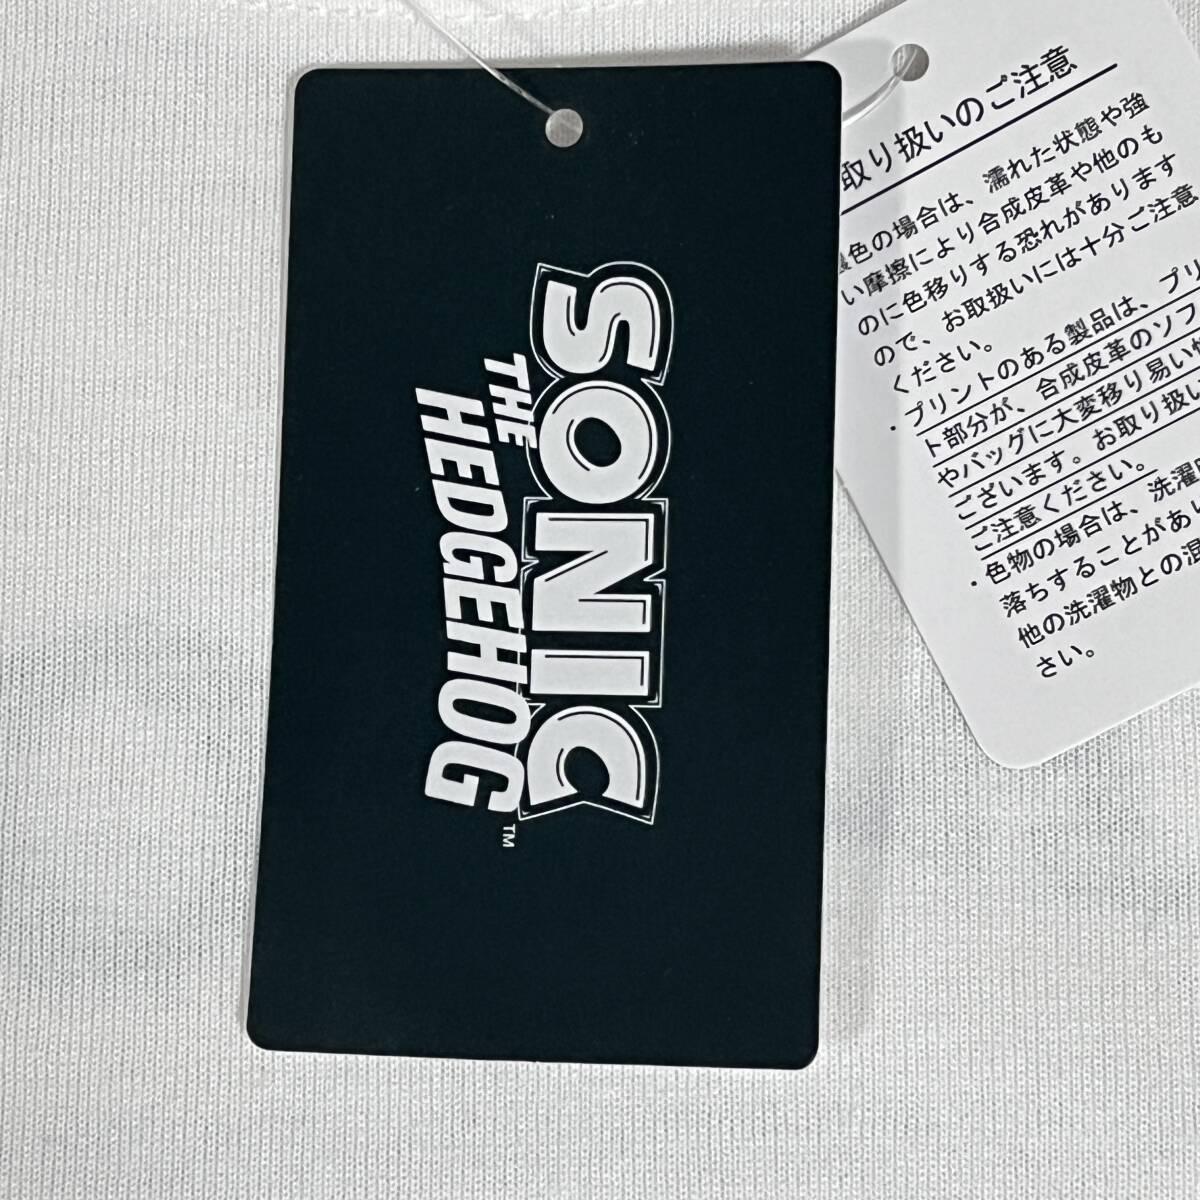 SONIC
THE
HEDGEHOG™
取り扱いのご注意
色の場合は、濡れた状態や強
い摩擦により合成皮革や他のも
のに色移りする恐れがあります
ので、お取扱いには十分ご注意
ください。
・プリントのある製品は、プリ
ト部分が、合成皮革のソフ
やバッグに大変移り易い
ございます。お取り扱い
ご注意ください。
・色物の場合は、洗濯
落ちすることがあ
他の洗濯物との混
さい。